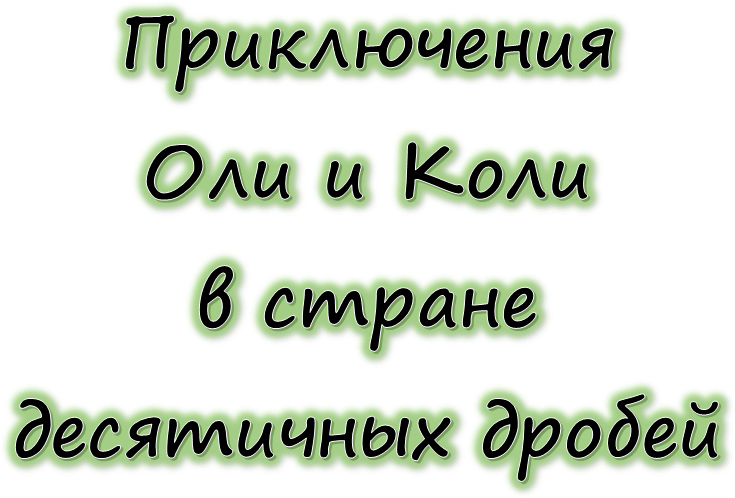 Приключения
Оли и Коли
в стране
десятичных дробей